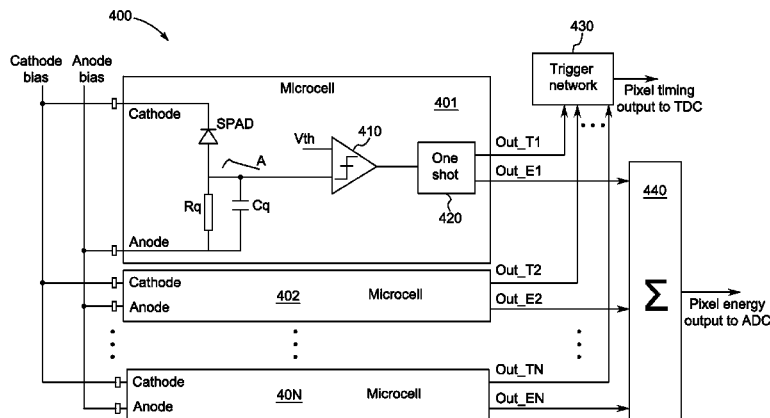 400
430
Cathode
bias
Anode
bias
Trigger
network
Pixel timing
output to TDC
Microcell
401
Cathode
SPAD
Vth
410
A
One
shot
420
Out_T1
Out_E1
Rq
Cq
Anode
440
Σ
Pixel energy
output to ADC
Cathode
402
Microcell
Anode
Out_T2
Out_E2
Cathode
40N
Microcell
Anode
Out_TN
Out_EN